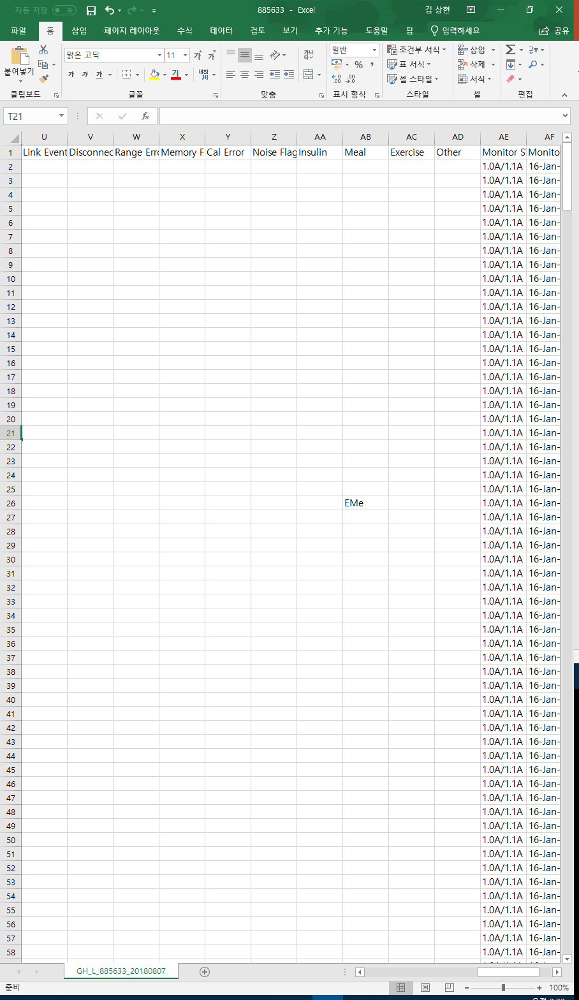 자동 저장 끔 885633 - Excel 김 상현
파일 홈 삽입 페이지 레이아웃 수식 데이터 검토 보기 추가 기능 도움말 팀 입력하세요 공유
붙여넣기 맑은 고딕 11 가 가 일반 조건부 서식 삽입
가 가 가 가 내천 % 표 서식 삭제
셀 스타일 서식
클립보드 글꼴 맞춤 표시 형식 스타일 셀 편집
T21 fx
U V W X Y Z AA AB AC AD AE AF
1 Link Event Disconnec Range Erro Memory F Cal Error Noise Flag Insulin Meal Exercise Other Monitor S Monito
2 1.0A/1.1A 16-Jan-
3 1.0A/1.1A 16-Jan-
4 1.0A/1.1A 16-Jan-
5 1.0A/1.1A 16-Jan-
6 1.0A/1.1A 16-Jan-
7 1.0A/1.1A 16-Jan-
8 1.0A/1.1A 16-Jan-
9 1.0A/1.1A 16-Jan-
10 1.0A/1.1A 16-Jan-
11 1.0A/1.1A 16-Jan-
12 1.0A/1.1A 16-Jan-
13 1.0A/1.1A 16-Jan-
14 1.0A/1.1A 16-Jan-
15 1.0A/1.1A 16-Jan-
16 1.0A/1.1A 16-Jan-
17 1.0A/1.1A 16-Jan-
18 1.0A/1.1A 16-Jan-
19 1.0A/1.1A 16-Jan-
20 1.0A/1.1A 16-Jan-
21 1.0A/1.1A 16-Jan-
22 1.0A/1.1A 16-Jan-
23 1.0A/1.1A 16-Jan-
24 1.0A/1.1A 16-Jan-
25 1.0A/1.1A 16-Jan-
26 EMe 1.0A/1.1A 16-Jan-
27 1.0A/1.1A 16-Jan-
28 1.0A/1.1A 16-Jan-
29 1.0A/1.1A 16-Jan-
30 1.0A/1.1A 16-Jan-
31 1.0A/1.1A 16-Jan-
32 1.0A/1.1A 16-Jan-
33 1.0A/1.1A 16-Jan-
34 1.0A/1.1A 16-Jan-
35 1.0A/1.1A 16-Jan-
36 1.0A/1.1A 16-Jan-
37 1.0A/1.1A 16-Jan-
38 1.0A/1.1A 16-Jan-
39 1.0A/1.1A 16-Jan-
40 1.0A/1.1A 16-Jan-
41 1.0A/1.1A 16-Jan-
42 1.0A/1.1A 16-Jan-
43 1.0A/1.1A 16-Jan-
44 1.0A/1.1A 16-Jan-
45 1.0A/1.1A 16-Jan-
46 1.0A/1.1A 16-Jan-
47 1.0A/1.1A 16-Jan-
48 1.0A/1.1A 16-Jan-
49 1.0A/1.1A 16-Jan-
50 1.0A/1.1A 16-Jan-
51 1.0A/1.1A 16-Jan-
52 1.0A/1.1A 16-Jan-
53 1.0A/1.1A 16-Jan-
54 1.0A/1.1A 16-Jan-
55 1.0A/1.1A 16-Jan-
56 1.0A/1.1A 16-Jan-
57 1.0A/1.1A 16-Jan-
58 1.0A/1.1A 16-Jan-
GH_L_885633_20180807
준비 100%